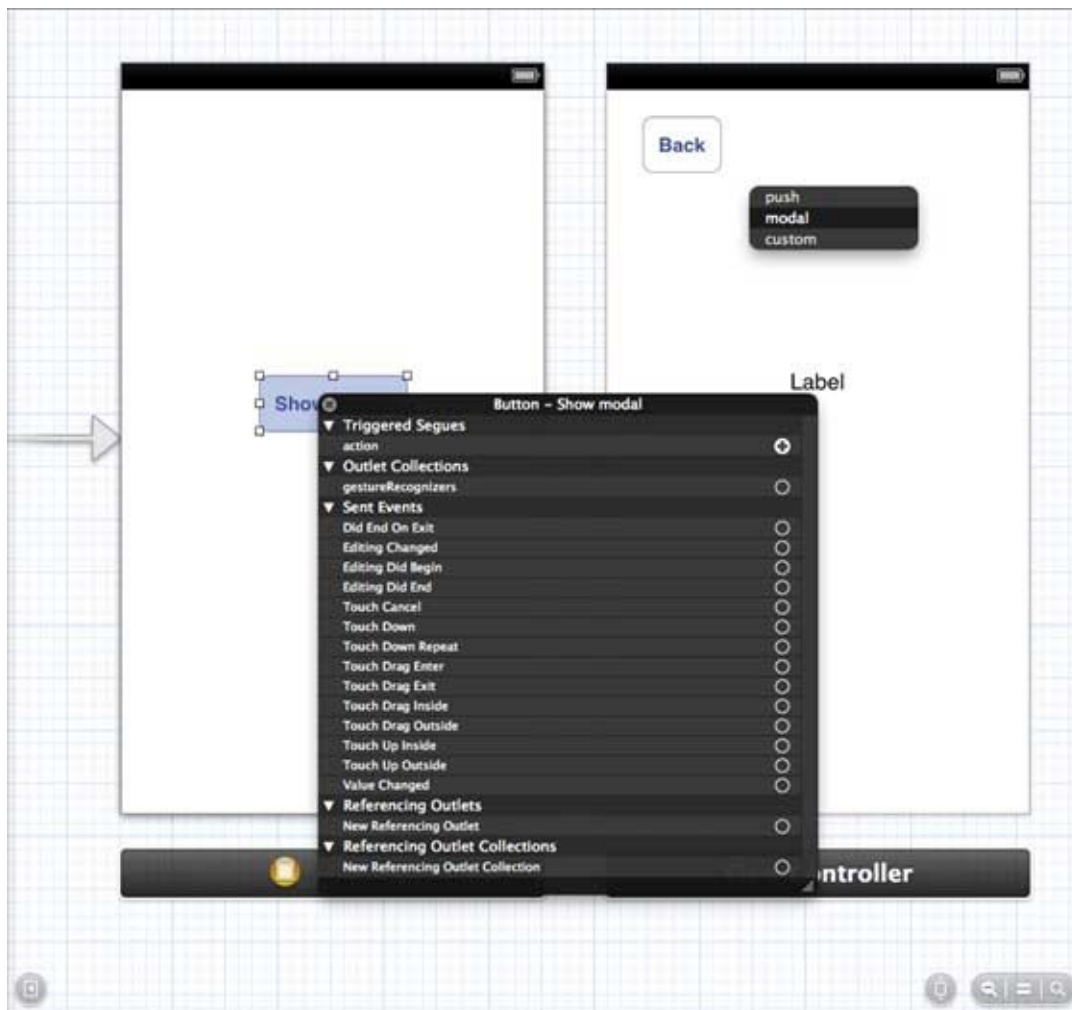 Back
push
modal
custom
Label
Show
Button – Show modal
Triggered Segues
action
Outlet Collections
gestureRecognizers
Sent Events
Did End On Exit
Editing Changed
Editing Did Begin
Editing Did End
Touch Cancel
Touch Down
Touch Down Repeat
Touch Drag Enter
Touch Drag Exit
Touch Drag Inside
Touch Drag Outside
Touch Up Inside
Touch Up Outside
Value Changed
Referencing Outlets
New Referencing Outlet
Referencing Outlet Collections
New Referencing Outlet Collection
ntroller